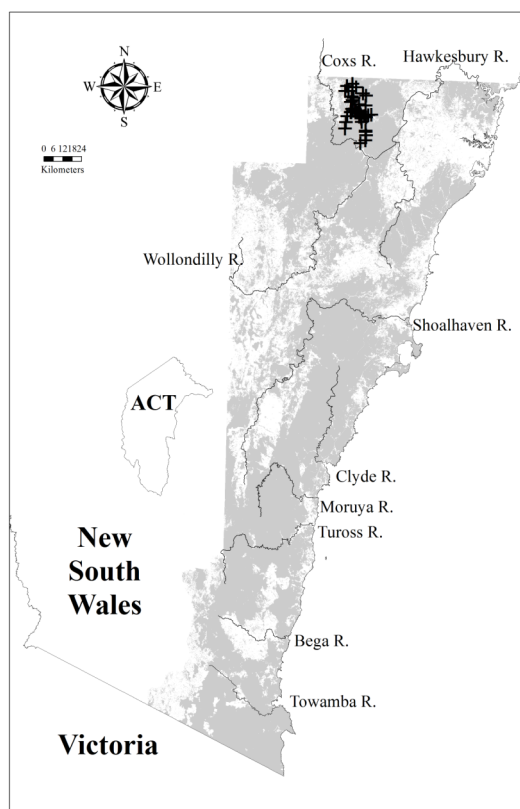 Coxs R.
Hawkesbury R.
N
W
E
S
0 6 121824
Kilometers
Wollondilly R.
Shoalhaven R.
ACT
Clyde R.
Moruya R.
Tuross R.
New
South
Wales
Bega R.
Towamba R.
Victoria